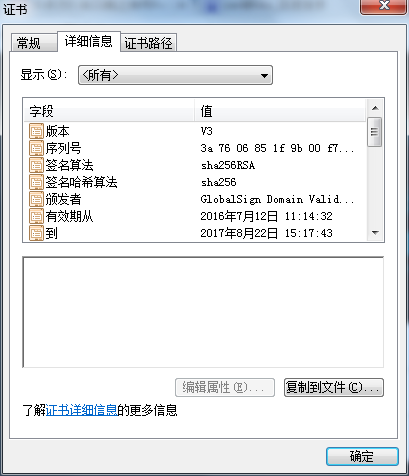 证书
常规 详细信息 证书路径
显示(S): <所有>
字段 值
版本 V3
序列号 3a 76 06 85 1f 9b 00 f7...
签名算法 sha256RSA
签名哈希算法 sha256
颁发者 GlobalSign Domain Valid...
有效期从 2016年7月12日 11:14:32
到 2017年8月22日 15:17:43
编辑属性(E)... 复制到文件(C)...
了解证书详细信息的更多信息
确定